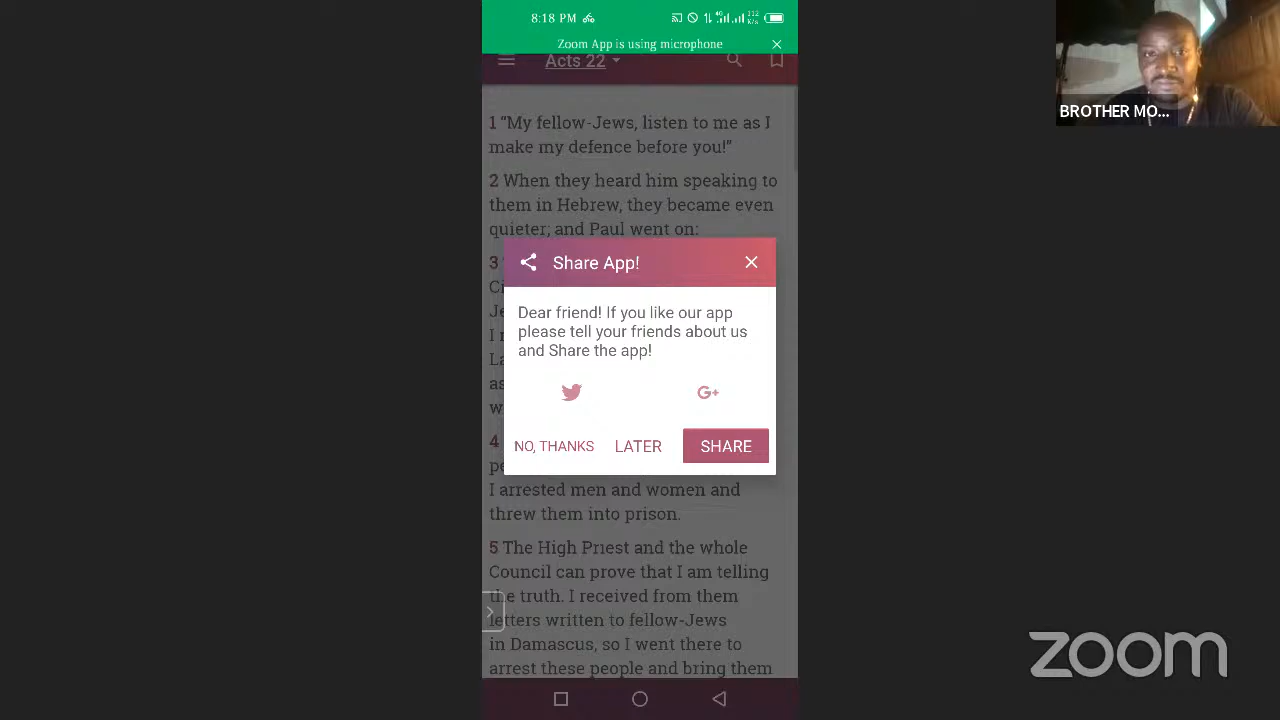 8:18 PM
4G
Zoom App is using microphone
Acts 22
1 “My fellow-Jews, listen to me as I
make my defence before you!”
2 When they heard him speaking to
them in Hebrew, they became even
quieter; and Paul went on:
3
Share App!
Dear friend! If you like our app
please tell your friends about us
and Share the app!
G+
NO, THANKS
LATER
SHARE
4
I arrested men and women and
threw them into prison.
5 The High Priest and the whole
Council can prove that I am telling
the truth. I received from them
letters written to fellow-Jews
in Damascus, so I went there to
arrest these people and bring them
BROTHER MO...
zoom